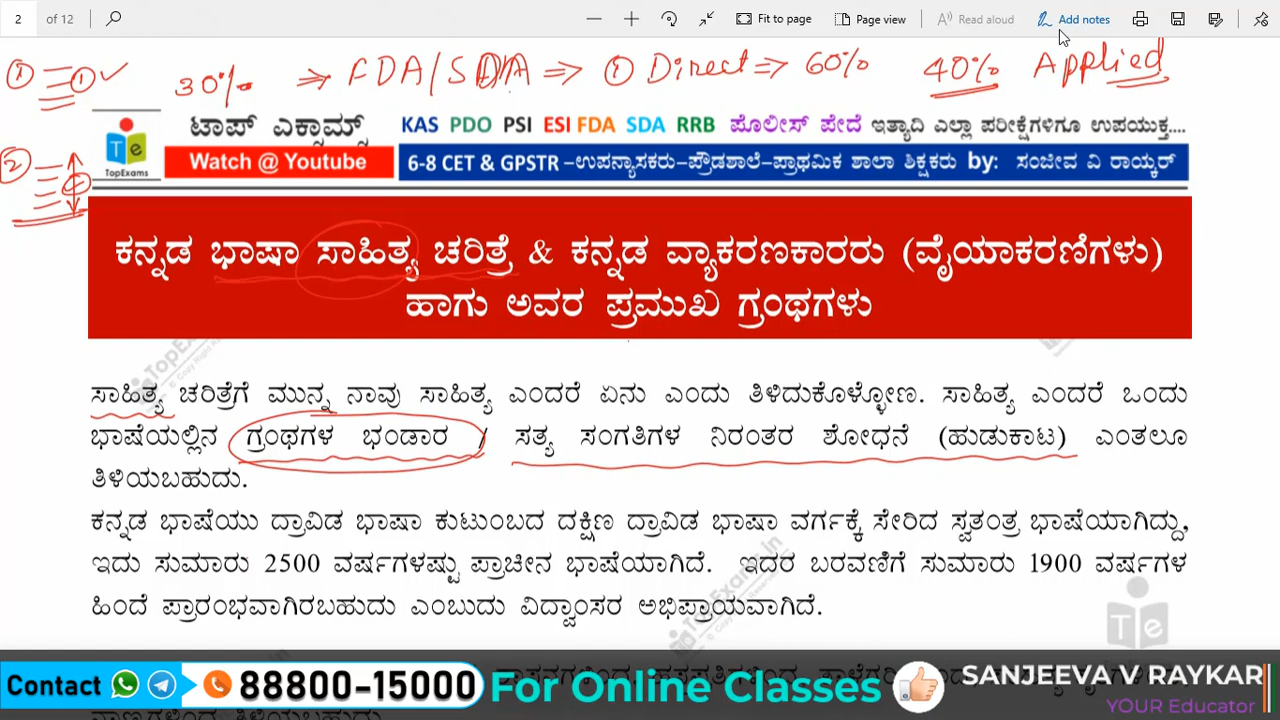 2 of 12 Fit to page Page view Read aloud Add notes
① ① 30% ⇒ FDA/SDA ⇒ ① Direct ⇒ 60% 40% Applied
②
Te
TopExams
ಟಾಪ್ ಎಕ್ಸಾಮ್ಸ್
Watch @ Youtube
KAS PDO PSI ESI FDA SDA RRB ಪೊಲೀಸ್ ಪೇದೆ ಇತ್ಯಾದಿ ಎಲ್ಲಾ ಪರೀಕ್ಷೆಗಳಿಗೂ ಉಪಯುಕ್ತ....
6-8 CET & GPSTR –ಉಪನ್ಯಾಸಕರು–ಪ್ರೌಢಶಾಲೆ–ಪ್ರಾಥಮಿಕ ಶಾಲಾ ಶಿಕ್ಷಕರು by: ಸಂಜೀವ ವಿ ರಾಯ್ಕರ್
ಕನ್ನಡ ಭಾಷಾ ಸಾಹಿತ್ಯ ಚರಿತ್ರೆ & ಕನ್ನಡ ವ್ಯಾಕರಣಕಾರರು (ವೈಯಾಕರಣಿಗಳು)
ಹಾಗು ಅವರ ಪ್ರಮುಖ ಗ್ರಂಥಗಳು
ಸಾಹಿತ್ಯ ಚರಿತ್ರೆಗೆ ಮುನ್ನ ನಾವು ಸಾಹಿತ್ಯ ಎಂದರೆ ಏನು ಎಂದು ತಿಳಿದುಕೊಳ್ಳೋಣ. ಸಾಹಿತ್ಯ ಎಂದರೆ ಒಂದು
ಭಾಷೆಯಲ್ಲಿನ ಗ್ರಂಥಗಳ ಭಂಡಾರ / ಸತ್ಯ ಸಂಗತಿಗಳ ನಿರಂತರ ಶೋಧನೆ (ಹುಡುಕಾಟ) ಎಂತಲೂ
ತಿಳಿಯಬಹುದು.
ಕನ್ನಡ ಭಾಷೆಯು ದ್ರಾವಿಡ ಭಾಷಾ ಕುಟುಂಬದ ದಕ್ಷಿಣ ದ್ರಾವಿಡ ಭಾಷಾ ವರ್ಗಕ್ಕೆ ಸೇರಿದ ಸ್ವತಂತ್ರ ಭಾಷೆಯಾಗಿದ್ದು,
ಇದು ಸುಮಾರು 2500 ವರ್ಷಗಳಷ್ಟು ಪ್ರಾಚೀನ ಭಾಷೆಯಾಗಿದೆ. ಇದರ ಬರವಣಿಗೆ ಸುಮಾರು 1900 ವರ್ಷಗಳ
ಹಿಂದೆ ಪ್ರಾರಂಭವಾಗಿರಬಹುದು ಎಂಬುದು ವಿದ್ವಾಂಸರ ಅಭಿಪ್ರಾಯವಾಗಿದೆ.
Contact 88800-15000 For Online Classes SANJEEVA V RAYKAR
YOUR Educator